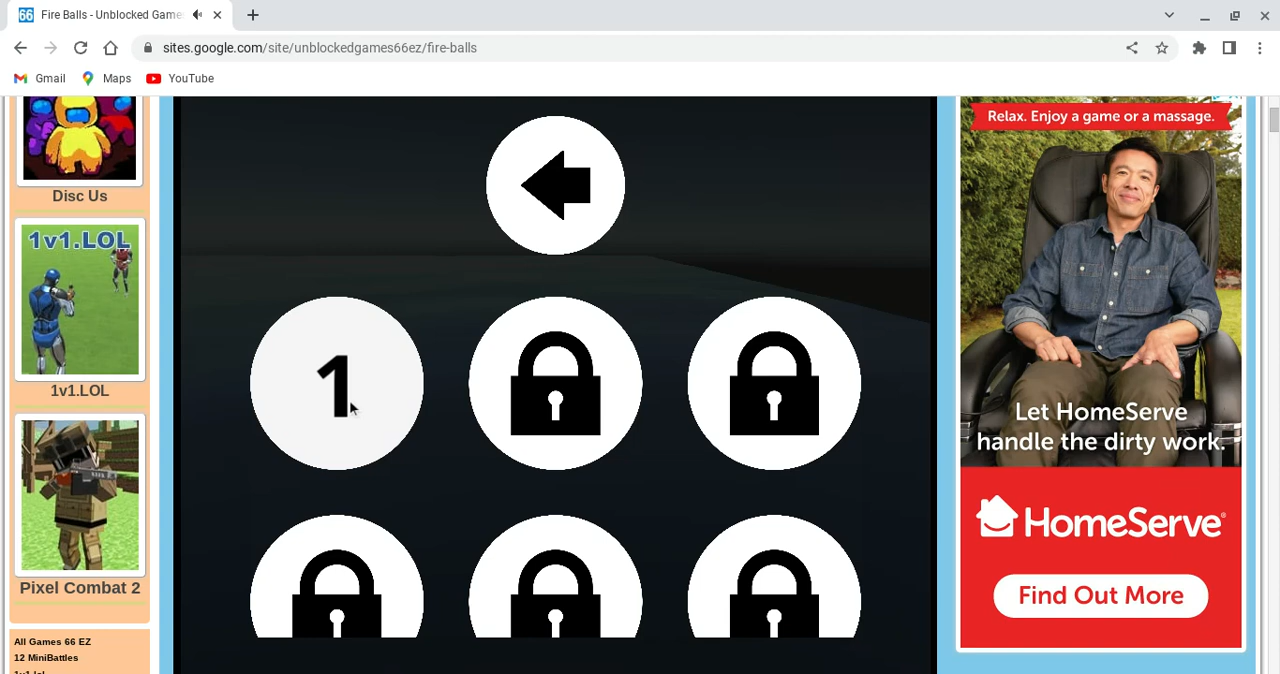 66
Fire Balls - Unblocked Game
sites.google.com/site/unblockedgames66ez/fire-balls
Gmail
Maps
YouTube
Disc Us
1v1.LOL
1v1.LOL
Pixel Combat 2
All Games 66 EZ
12 MiniBattles
1
Relax. Enjoy a game or a massage.
Let HomeServe
handle the dirty work.
HomeServe
Find Out More